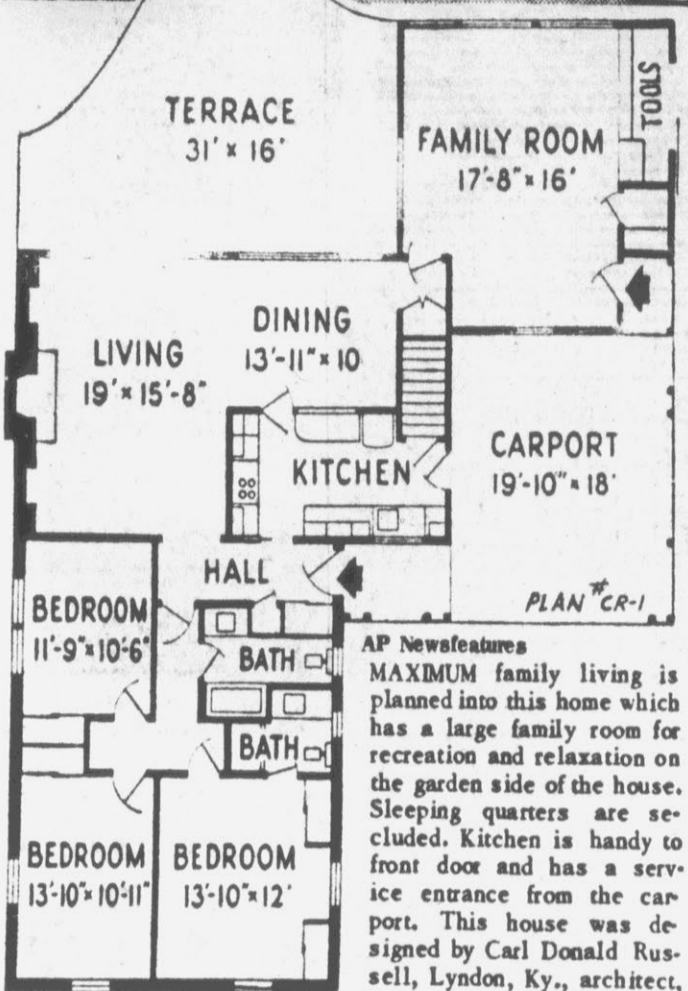 TERRACE
31' x 16'
FAMILY ROOM
17'-8" x 16'
TOOLS
LIVING
19' x 15'-8"
DINING
13'-11" x 10
KITCHEN
CARPORT
19'-10" x 18'
PLAN # CR-1
HALL
BEDROOM
11'-9" x 10'-6"
BATH
BATH
BEDROOM
13'-10" x 10'-11"
BEDROOM
13'-10" x 12'
AP Newsfeatures
MAXIMUM family living is
planned into this home which
has a large family room for
recreation and relaxation on
the garden side of the house.
Sleeping quarters are se-
cluded. Kitchen is handy to
front door and has a serv-
ice entrance from the car-
port. This house was de-
signed by Carl Donald Rus-
sell, Lyndon, Ky., architect,